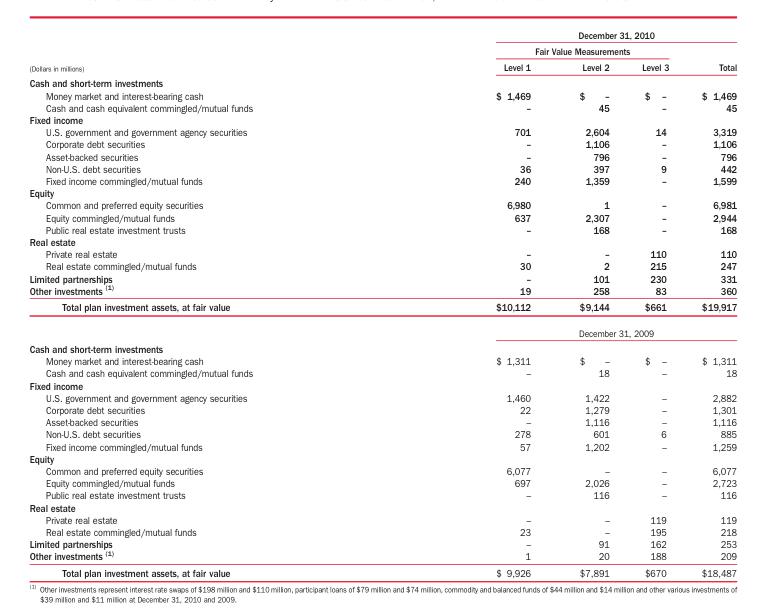 December 31, 2010
Fair Value Measurements
(Dollars in millions) Level 1 Level 2 Level 3 Total
Cash and short-term investments
Money market and interest-bearing cash $ 1,469 $ – $ – $ 1,469
Cash and cash equivalent commingled/mutual funds – 45 – 45
Fixed income
U.S. government and government agency securities 701 2,604 14 3,319
Corporate debt securities – 1,106 – 1,106
Asset-backed securities – 796 – 796
Non-U.S. debt securities 36 397 9 442
Fixed income commingled/mutual funds 240 1,359 – 1,599
Equity
Common and preferred equity securities 6,980 1 – 6,981
Equity commingled/mutual funds 637 2,307 – 2,944
Public real estate investment trusts – 168 – 168
Real estate
Private real estate – – 110 110
Real estate commingled/mutual funds 30 2 215 247
Limited partnerships – 101 230 331
Other investments (1) 19 258 83 360
Total plan investment assets, at fair value $10,112 $9,144 $661 $19,917
December 31, 2009
Cash and short-term investments
Money market and interest-bearing cash $ 1,311 $ – $ – $ 1,311
Cash and cash equivalent commingled/mutual funds – 18 – 18
Fixed income
U.S. government and government agency securities 1,460 1,422 – 2,882
Corporate debt securities 22 1,279 – 1,301
Asset-backed securities – 1,116 – 1,116
Non-U.S. debt securities 278 601 6 885
Fixed income commingled/mutual funds 57 1,202 – 1,259
Equity
Common and preferred equity securities 6,077 – – 6,077
Equity commingled/mutual funds 697 2,026 – 2,723
Public real estate investment trusts – 116 – 116
Real estate
Private real estate – – 119 119
Real estate commingled/mutual funds 23 – 195 218
Limited partnerships – 91 162 253
Other investments (1) 1 20 188 209
Total plan investment assets, at fair value $ 9,926 $7,891 $670 $18,487
(1) Other investments represent interest rate swaps of $198 million and $110 million, participant loans of $79 million and $74 million, commodity and balanced funds of $44 million and $14 million and other various investments of
$39 million and $11 million at December 31, 2010 and 2009.